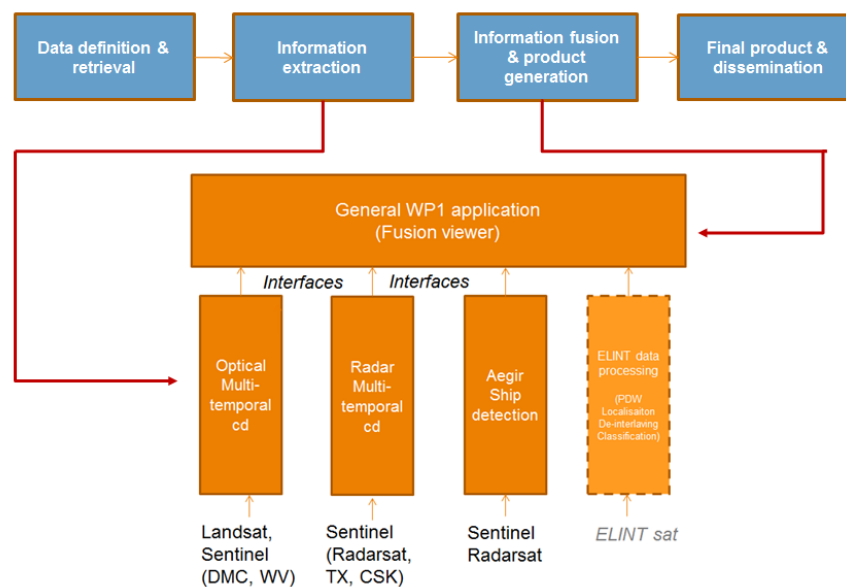 Data definition &
retrieval
Information
extraction
Information fusion
& product
generation
Final product &
dissemination
General WP1 application
(Fusion viewer)
Interfaces
Interfaces
Optical
Multi-
temporal
cd
Radar
Multi-
temporal
cd
Aegir
Ship
detection
ELINT data
processing
(PDW
Localisaiton
De-interlaving
Classification)
Landsat,
Sentinel
(DMC, WV)
Sentinel
(Radarsat,
TX, CSK)
Sentinel
Radarsat
ELINT sat